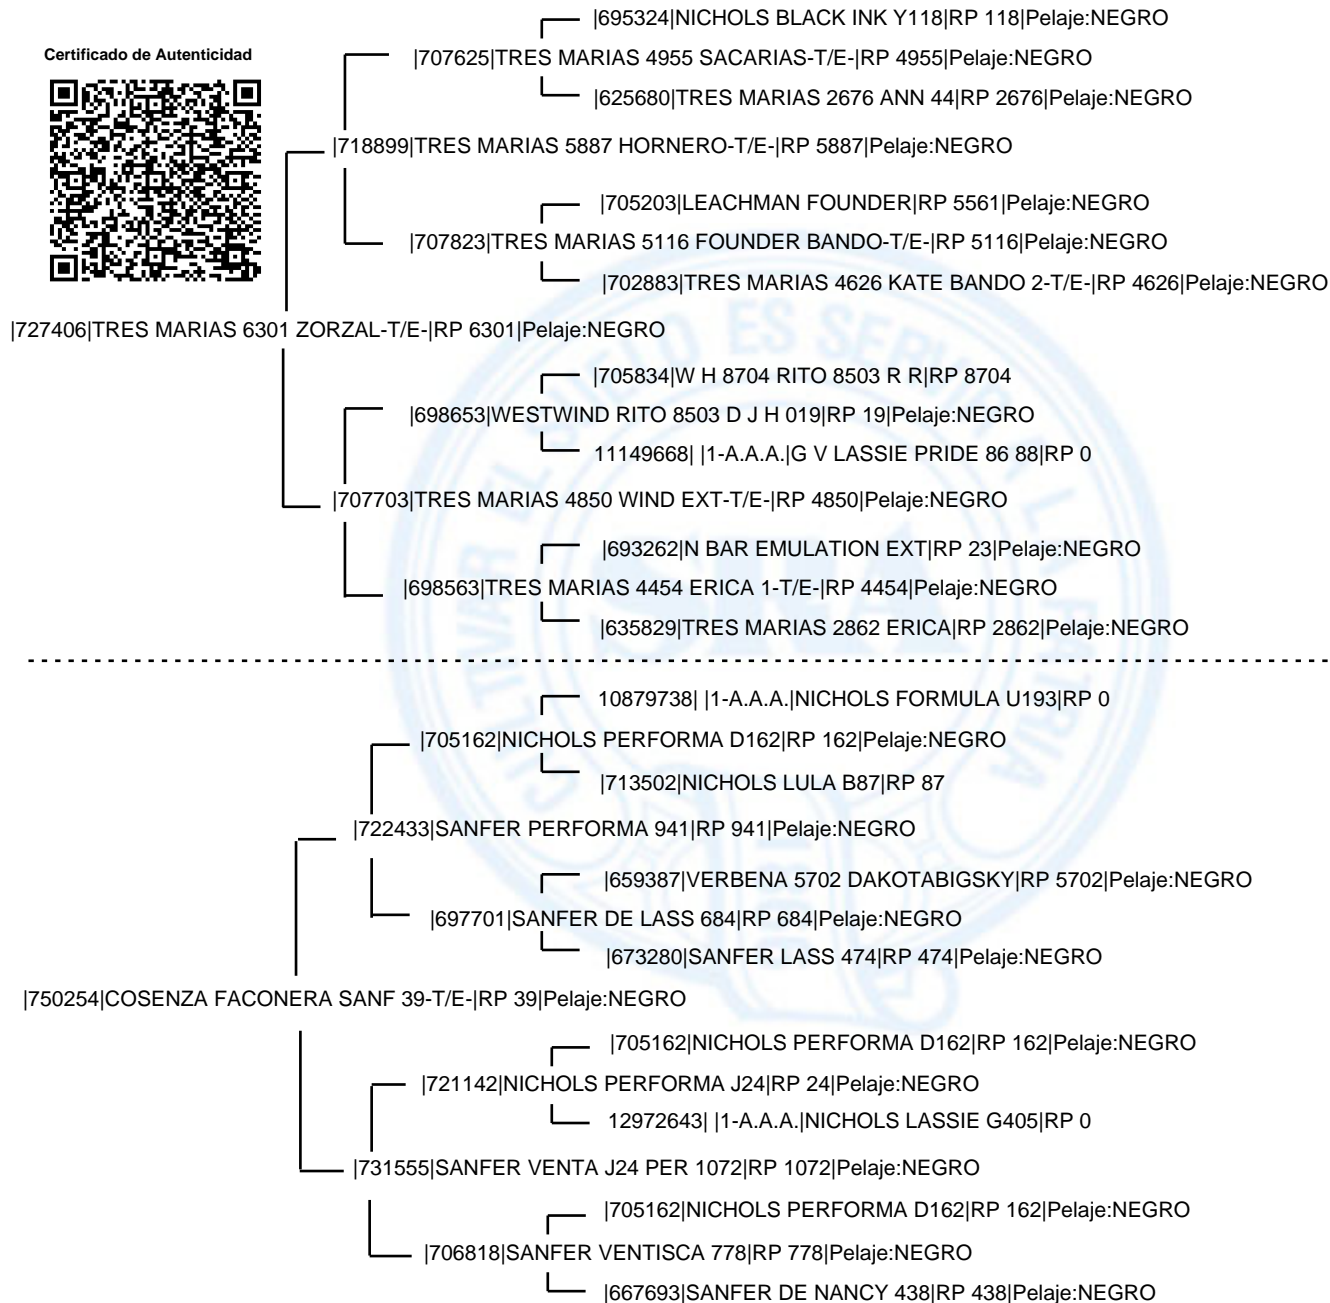 |695324|NICHOLS BLACK INK Y118|RP 118|Pelaje:NEGRO
Certificado de Autenticidad
|707625|TRES MARIAS 4955 SACARIAS-T/E-|RP 4955|Pelaje:NEGRO
|625680|TRES MARIAS 2676 ANN 44|RP 2676|Pelaje:NEGRO
|718899|TRES MARIAS 5887 HORNERO-T/E-|RP 5887|Pelaje:NEGRO
|705203|LEACHMAN FOUNDER|RP 5561|Pelaje:NEGRO
|707823|TRES MARIAS 5116 FOUNDER BANDO-T/E-|RP 5116|Pelaje:NEGRO
|702883|TRES MARIAS 4626 KATE BANDO 2-T/E-|RP 4626|Pelaje:NEGRO
|727406|TRES MARIAS 6301 ZORZAL-T/E-|RP 6301|Pelaje:NEGRO
|705834|W H 8704 RITO 8503 R R|RP 8704
|698653|WESTWIND RITO 8503 D J H 019|RP 19|Pelaje:NEGRO
11149668| |1-A.A.A.|G V LASSIE PRIDE 86 88|RP 0
|707703|TRES MARIAS 4850 WIND EXT-T/E-|RP 4850|Pelaje:NEGRO
|693262|N BAR EMULATION EXT|RP 23|Pelaje:NEGRO
|698563|TRES MARIAS 4454 ERICA 1-T/E-|RP 4454|Pelaje:NEGRO
|635829|TRES MARIAS 2862 ERICA|RP 2862|Pelaje:NEGRO
10879738| |1-A.A.A.|NICHOLS FORMULA U193|RP 0
|705162|NICHOLS PERFORMA D162|RP 162|Pelaje:NEGRO
|713502|NICHOLS LULA B87|RP 87
|722433|SANFER PERFORMA 941|RP 941|Pelaje:NEGRO
|659387|VERBENA 5702 DAKOTABIGSKY|RP 5702|Pelaje:NEGRO
|697701|SANFER DE LASS 684|RP 684|Pelaje:NEGRO
|673280|SANFER LASS 474|RP 474|Pelaje:NEGRO
|750254|COSENZA FACONERA SANF 39-T/E-|RP 39|Pelaje:NEGRO
|705162|NICHOLS PERFORMA D162|RP 162|Pelaje:NEGRO
|721142|NICHOLS PERFORMA J24|RP 24|Pelaje:NEGRO
12972643| |1-A.A.A.|NICHOLS LASSIE G405|RP 0
|731555|SANFER VENTA J24 PER 1072|RP 1072|Pelaje:NEGRO
|705162|NICHOLS PERFORMA D162|RP 162|Pelaje:NEGRO
|706818|SANFER VENTISCA 778|RP 778|Pelaje:NEGRO
|667693|SANFER DE NANCY 438|RP 438|Pelaje:NEGRO
CULTIVAR EL SUELO ES SERVIR A LA PATRIA
SRA
1866